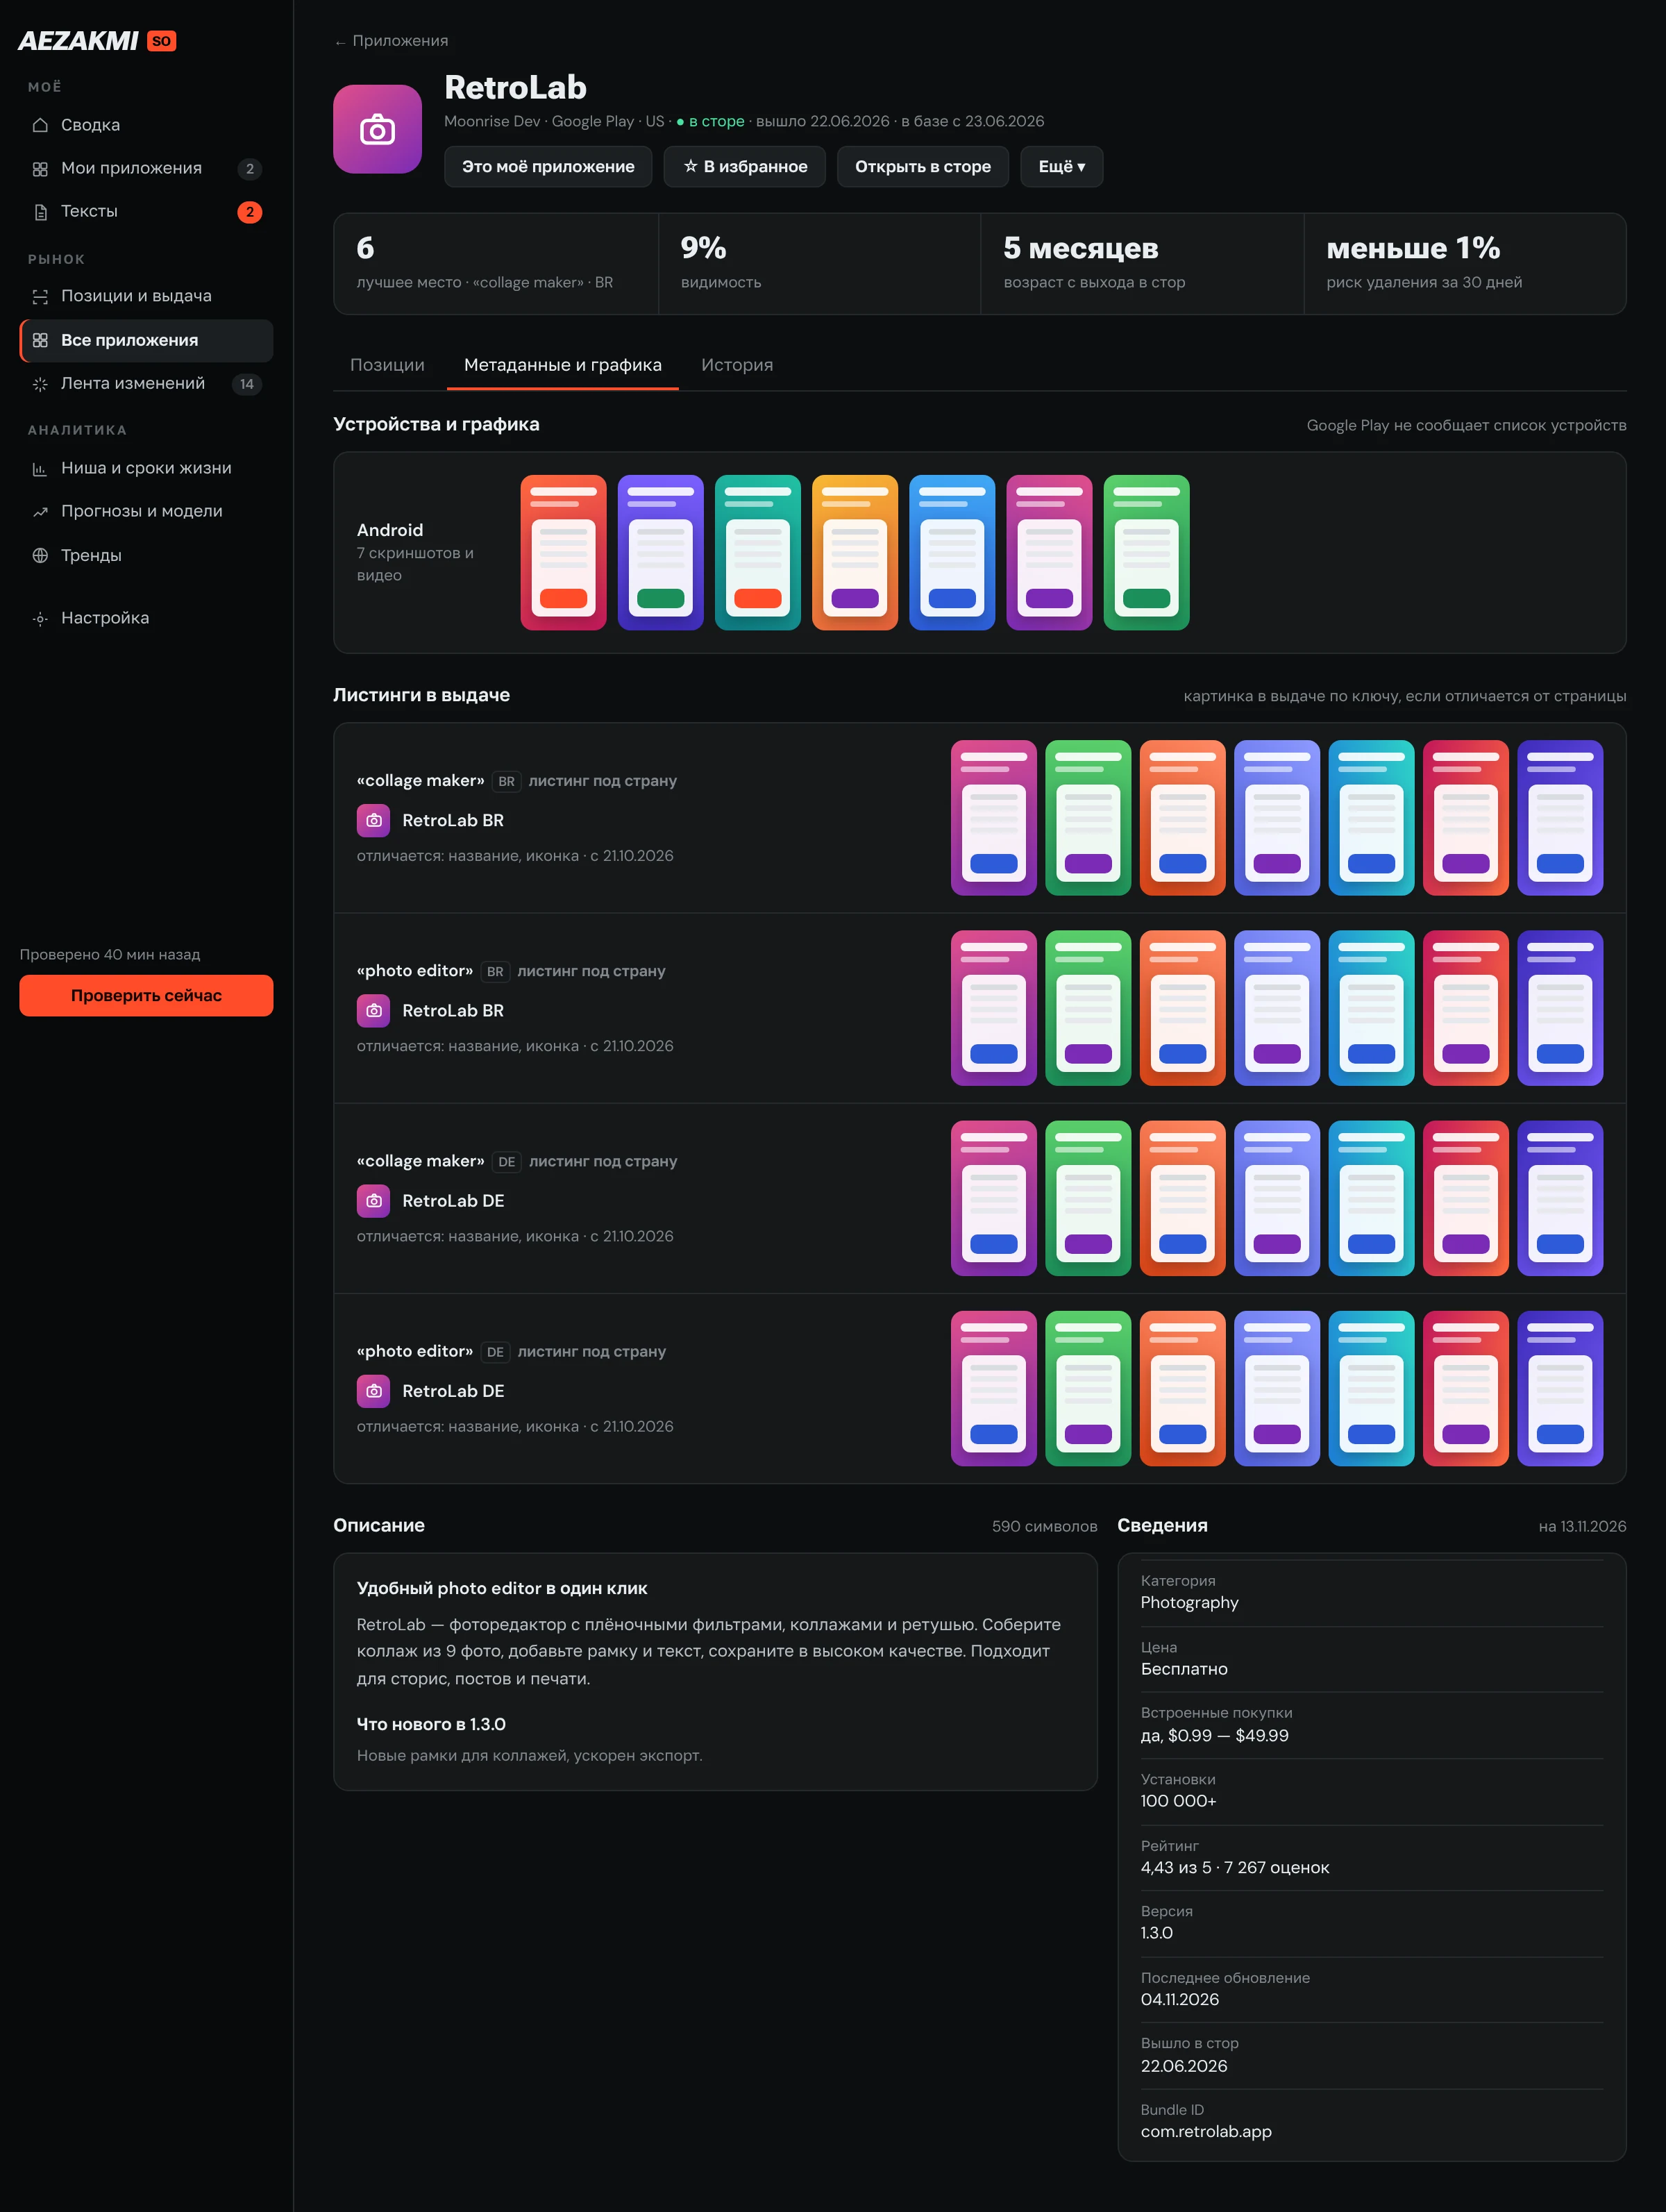 AEZAKMI SO
МОЁ
Сводка
Мои приложения 2
Тексты 2
РЫНОК
Позиции и выдача
Все приложения
Лента изменений 14
АНАЛИТИКА
Ниша и сроки жизни
Прогнозы и модели
Тренды
Настройка
Проверено 40 мин назад
Проверить сейчас
← Приложения
RetroLab
Moonrise Dev · Google Play · US · ● в сторе · вышло 22.06.2026 · в базе с 23.06.2026
Это моё приложение
☆ В избранное
Открыть в сторе
Ещё ▾
6
лучшее место · «collage maker» · BR
9%
видимость
5 месяцев
возраст с выхода в стор
меньше 1%
риск удаления за 30 дней
Позиции
Метаданные и графика
История
Устройства и графика
Google Play не сообщает список устройств
Android
7 скриншотов и
видео
Листинги в выдаче
картинка в выдаче по ключу, если отличается от страницы
«collage maker» BR листинг под страну
RetroLab BR
отличается: название, иконка · с 21.10.2026
«photo editor» BR листинг под страну
RetroLab BR
отличается: название, иконка · с 21.10.2026
«collage maker» DE листинг под страну
RetroLab DE
отличается: название, иконка · с 21.10.2026
«photo editor» DE листинг под страну
RetroLab DE
отличается: название, иконка · с 21.10.2026
Описание
590 символов
Удобный photo editor в один клик
RetroLab — фоторедактор с плёночными фильтрами, коллажами и ретушью. Соберите
коллаж из 9 фото, добавьте рамку и текст, сохраните в высоком качестве. Подходит
для сторис, постов и печати.
Что нового в 1.3.0
Новые рамки для коллажей, ускорен экспорт.
Сведения
на 13.11.2026
Категория
Photography
Цена
Бесплатно
Встроенные покупки
да, $0.99 — $49.99
Установки
100 000+
Рейтинг
4,43 из 5 · 7 267 оценок
Версия
1.3.0
Последнее обновление
04.11.2026
Вышло в стор
22.06.2026
Bundle ID
com.retrolab.app